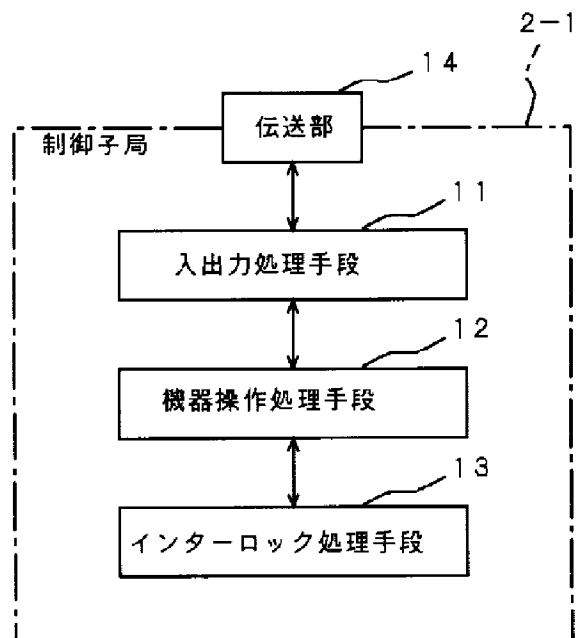 2-1
14
伝送部
制御子局
11
入出力処理手段
12
機器操作処理手段
13
インターロック処理手段